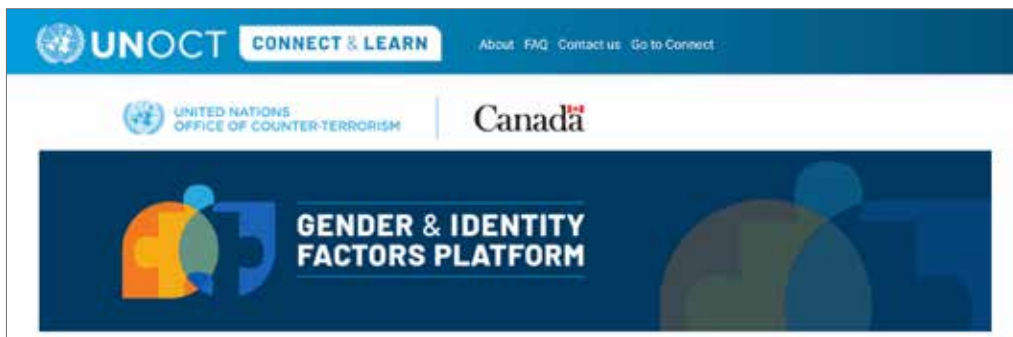 UNOCT CONNECT & LEARN About FAQ Contact us Go to Connect
UNITED NATIONS
OFFICE OF COUNTER-TERRORISM
Canada
GENDER & IDENTITY
FACTORS PLATFORM